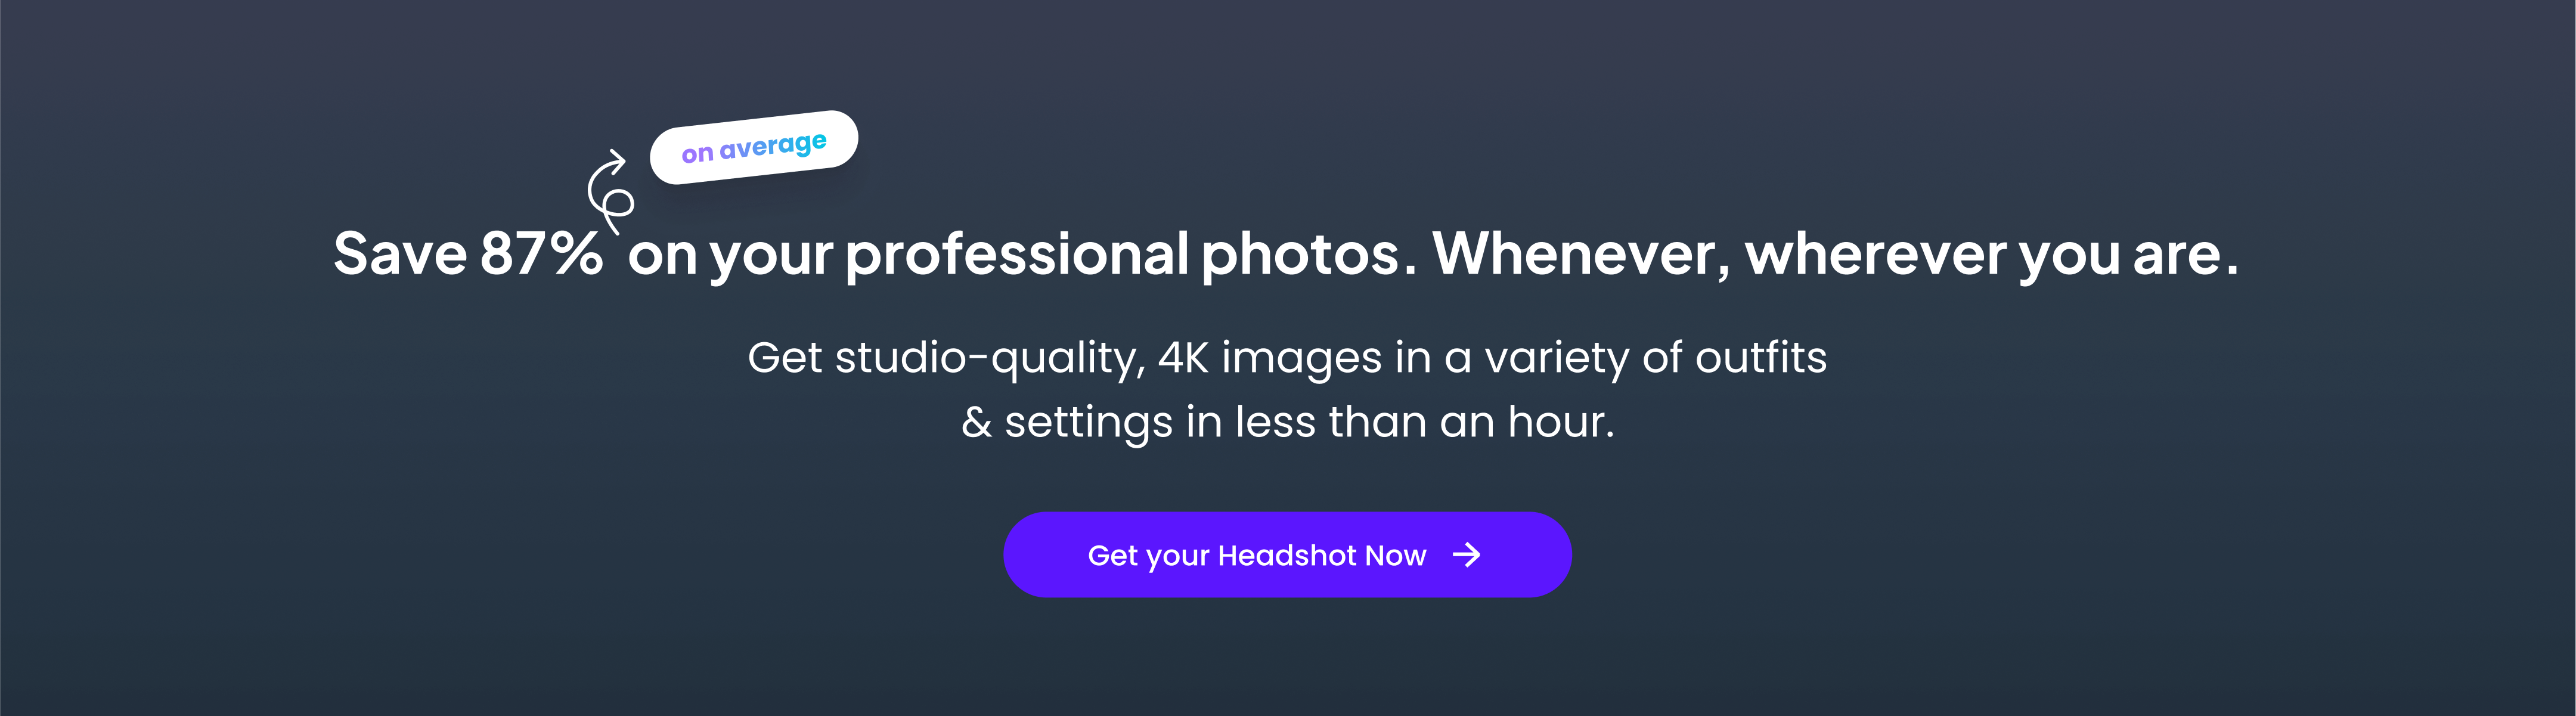 on average
Save 87% on your professional photos. Whenever, wherever you are.
Get studio-quality, 4K images in a variety of outfits
& settings in less than an hour.
Get your Headshot Now